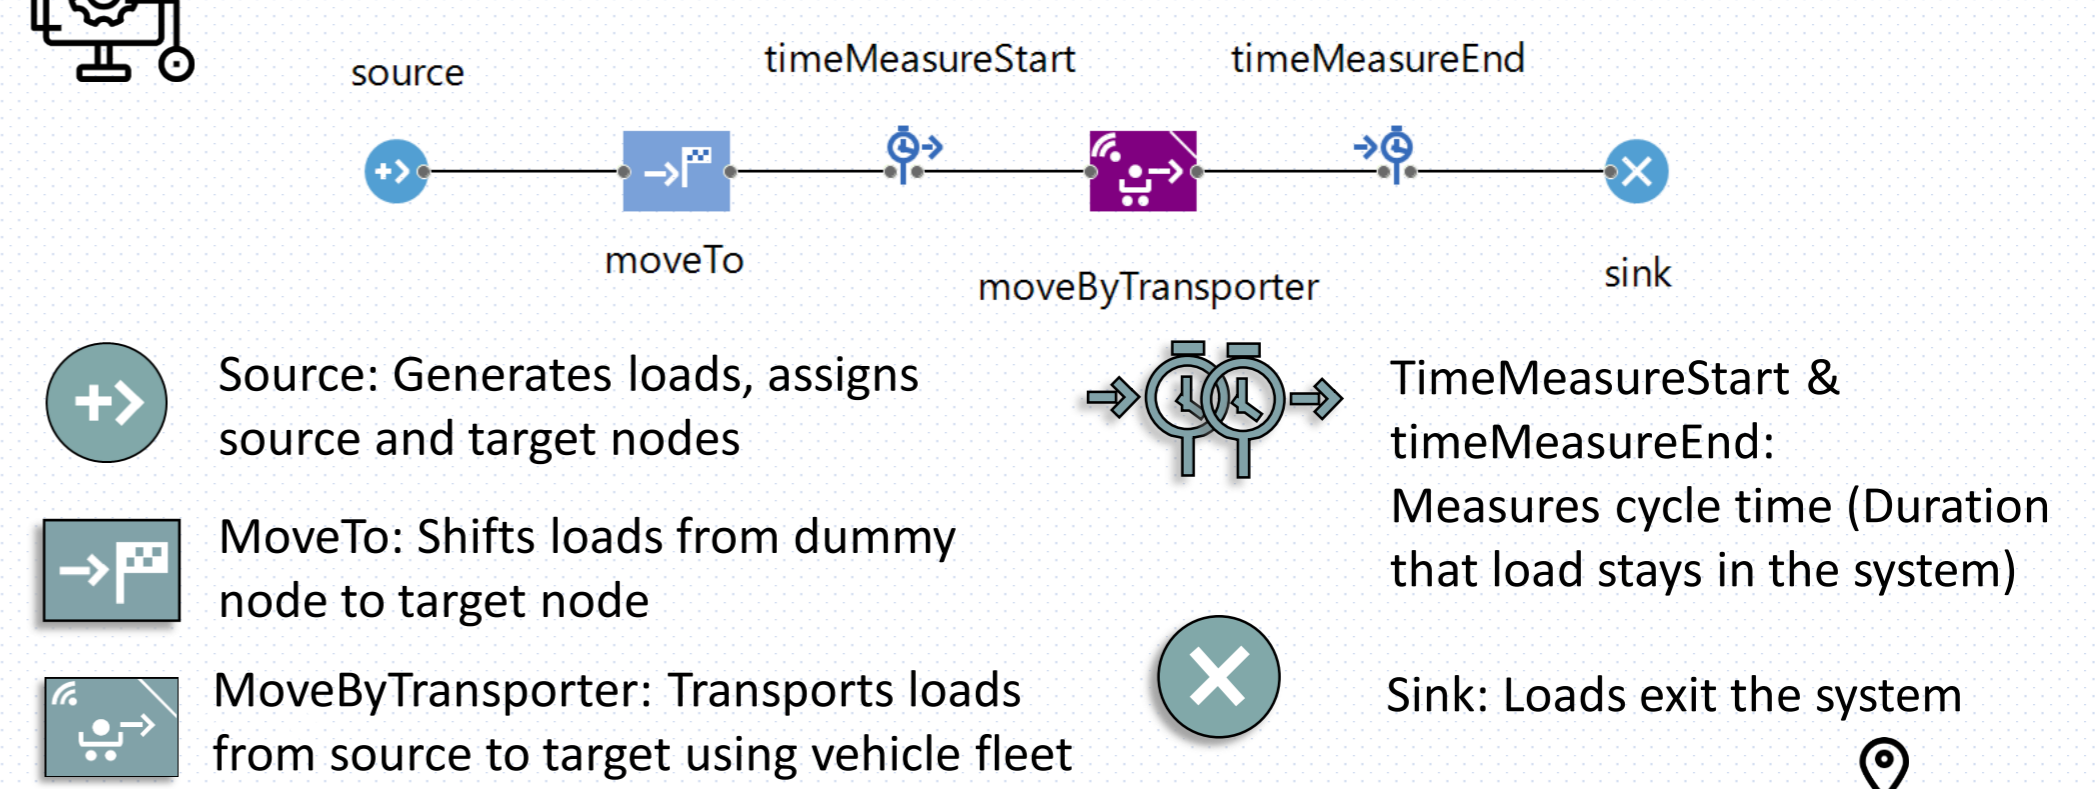 source
timeMeasureStart
timeMeasureEnd
moveTo
moveByTransporter
sink
Source: Generates loads, assigns
source and target nodes
MoveTo: Shifts loads from dummy
node to target node
MoveByTransporter: Transports loads
from source to target using vehicle fleet
TimeMeasureStart &
timeMeasureEnd:
Measures cycle time (Duration
that load stays in the system)
Sink: Loads exit the system